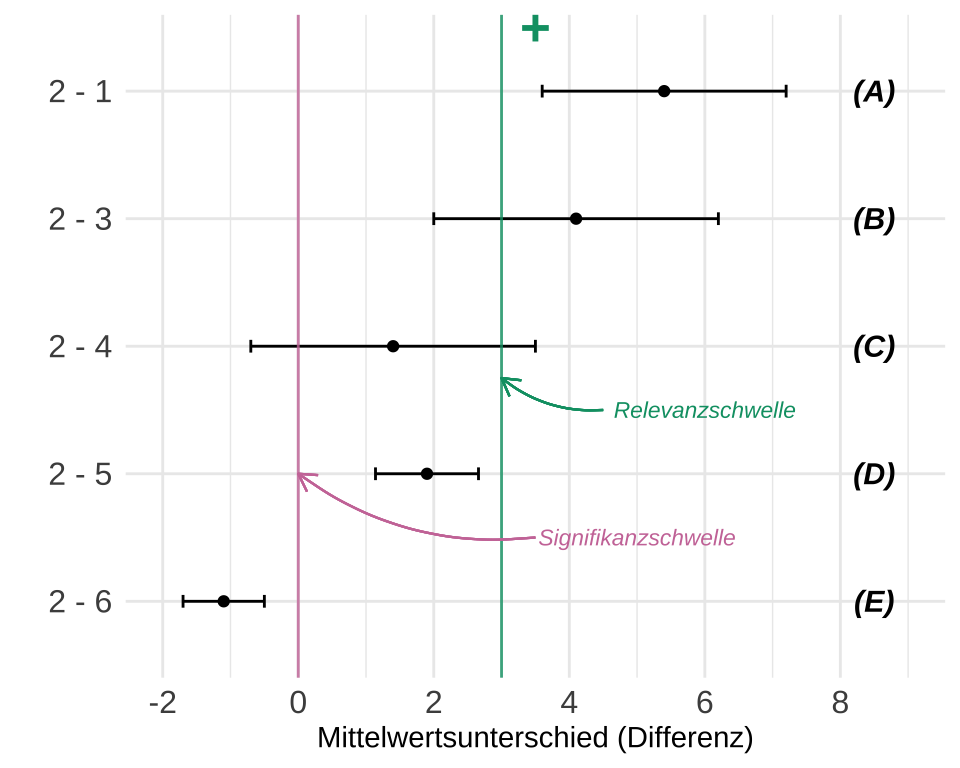 +
2 - 1 (A)
2 - 3 (B)
2 - 4 (C)
Relevanzschwelle
2 - 5 (D)
Signifikanzschwelle
2 - 6 (E)
-2 0 2 4 6 8
Mittelwertsunterschied (Differenz)